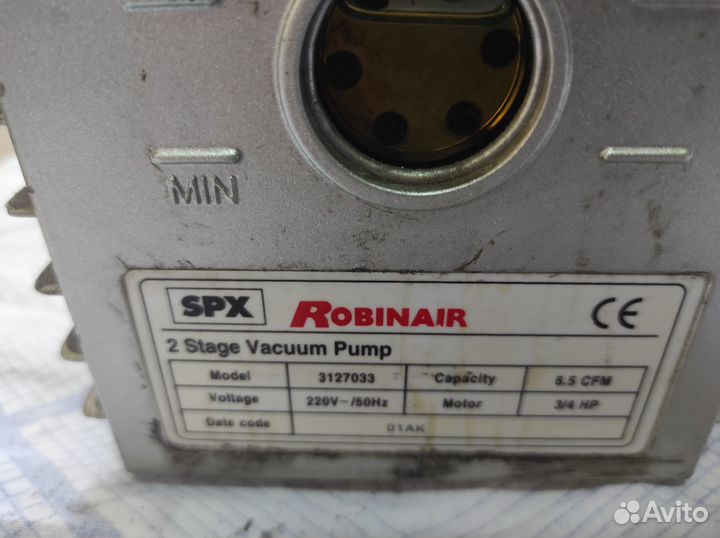 MIN
SPX ROBINAIR CE
2 Stage Vacuum Pump
Model 3127033 Capacity 8.5 CFM
Voltage 220V~/50Hz Motor 3/4 HP
Date code 01AK
Avito